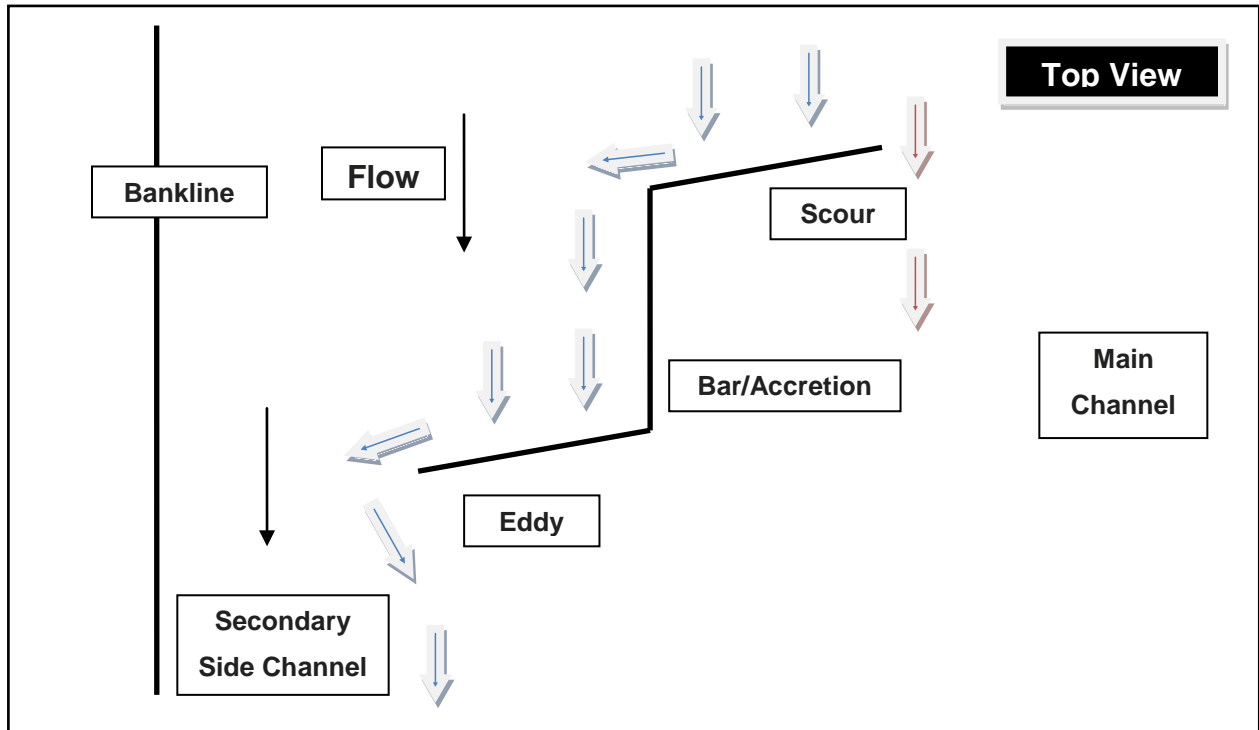 Top View
Bankline
Flow
Scour
Main
Channel
Bar/Accretion
Eddy
Secondary
Side Channel